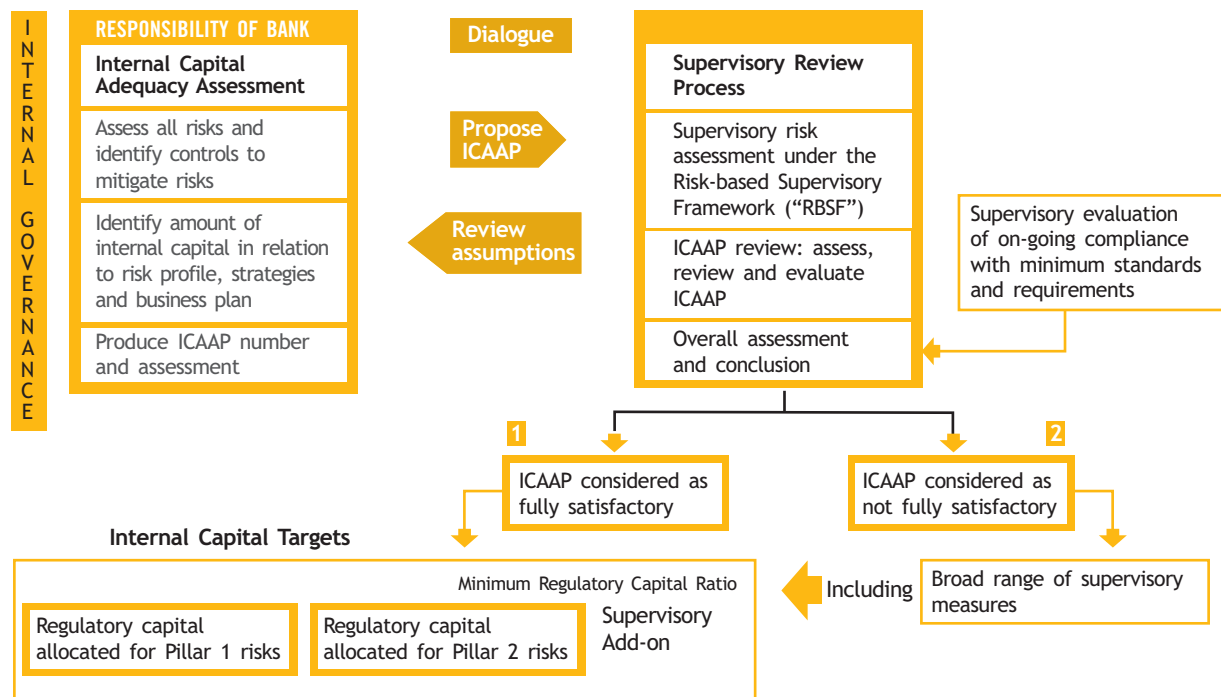 INTERNAL GOVERNANCE
RESPONSIBILITY OF BANK
Internal Capital
Adequacy Assessment
Assess all risks and
identify controls to
mitigate risks
Identify amount of
internal capital in relation
to risk profile, strategies
and business plan
Produce ICAAP number
and assessment
Dialogue
Propose
ICAAP
Review
assumptions
Supervisory Review
Process
Supervisory risk
assessment under the
Risk-based Supervisory
Framework (“RBSF”)
ICAAP review: assess,
review and evaluate
ICAAP
Overall assessment
and conclusion
Supervisory evaluation
of on-going compliance
with minimum standards
and requirements
1
ICAAP considered as
fully satisfactory
2
ICAAP considered as
not fully satisfactory
Internal Capital Targets
Minimum Regulatory Capital Ratio
Regulatory capital
allocated for Pillar 1 risks
Regulatory capital
allocated for Pillar 2 risks
Supervisory
Add-on
Including
Broad range of supervisory
measures